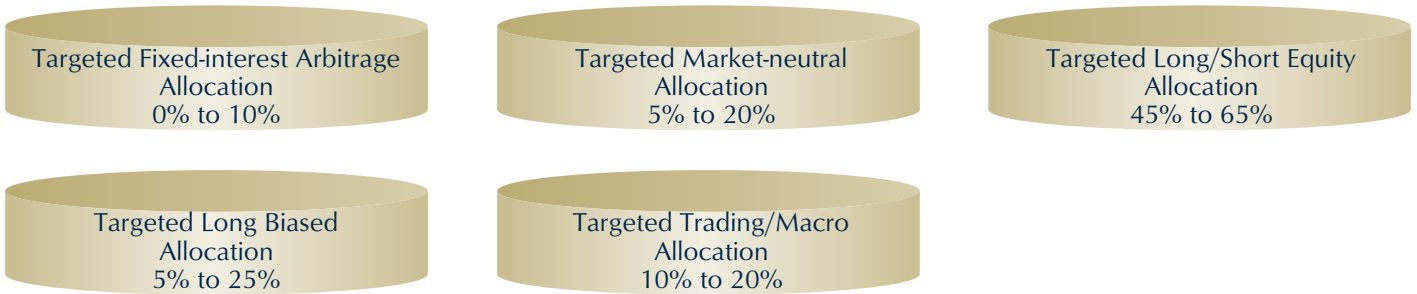 Targeted Fixed-interest Arbitrage
Allocation
0% to 10%
Targeted Market-neutral
Allocation
5% to 20%
Targeted Long/Short Equity
Allocation
45% to 65%
Targeted Long Biased
Allocation
5% to 25%
Targeted Trading/Macro
Allocation
10% to 20%